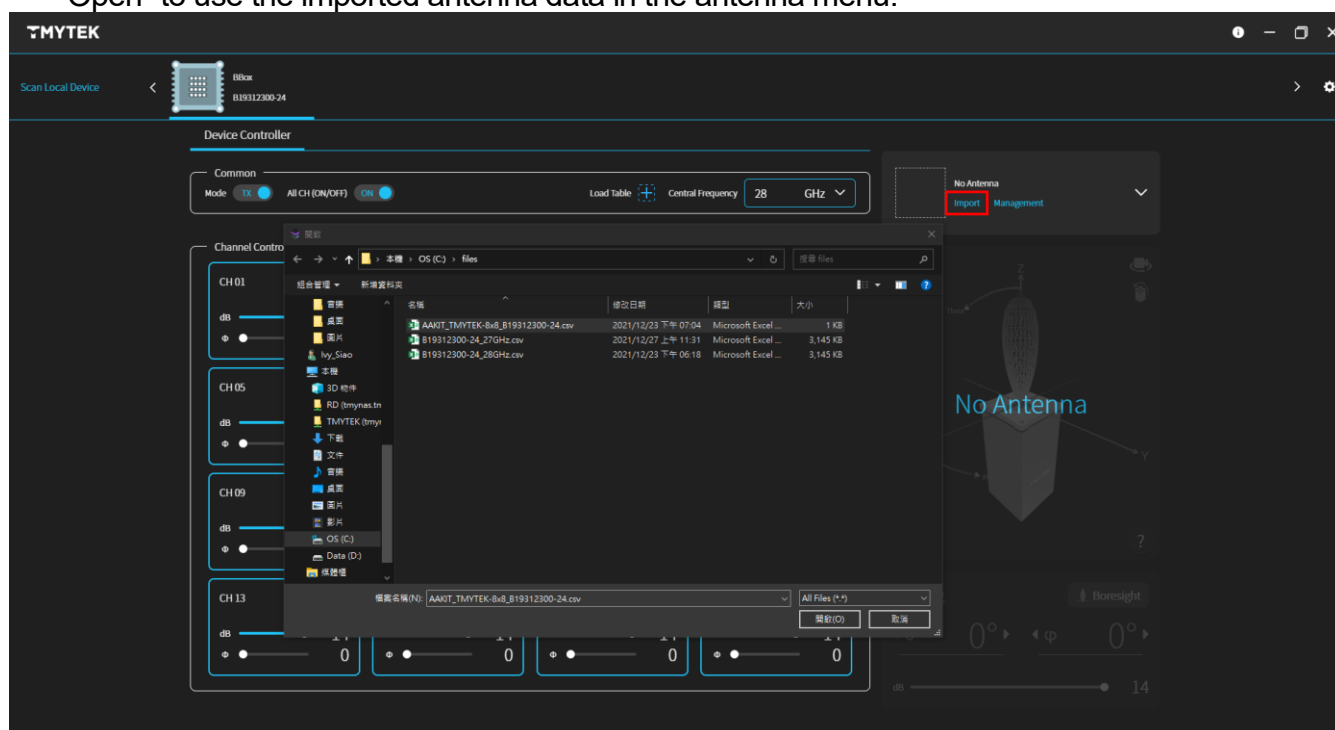 "Open" to use the imported antenna data in the antenna menu.
TMYTEK
Scan Local Device
BBox
B19312300-24
Device Controller
Common
Mode TX All CH (ON/OFF) ON Load Table Central Frequency 28 GHz
No Antenna
Import Management
Channel Contro
開啟
本機 › OS (C:) › files
搜尋 files
組合管理 新增資料夾
名稱 修改日期 類型 大小
AAKIT_TMYTEK-8x8_B19312300-24.csv 2021/12/23 下午 07:04 Microsoft Excel ... 1 KB
B19312300-24_27GHz.csv 2021/12/27 上午 11:31 Microsoft Excel ... 3,145 KB
B19312300-24_28GHz.csv 2021/12/23 下午 06:18 Microsoft Excel ... 3,145 KB
音樂
桌面
圖片
Ivy_Siao
本機
3D 物件
RD (tmynas.tn
TMYTEK (tmyr
下載
文件
音樂
桌面
圖片
影片
OS (C:)
Data (D:)
媒體櫃
檔案名稱(N): AAKIT_TMYTEK-8x8_B19312300-24.csv All Files (*.*)
開啟(O) 取消
CH 01
dB
Φ
CH 05
dB
Φ
CH 09
dB
Φ
CH 13
dB 14 14 14 14
Φ 0 Φ 0 Φ 0 Φ 0
Z
No Antenna
Y
?
Boresight
0° φ 0°
dB 14